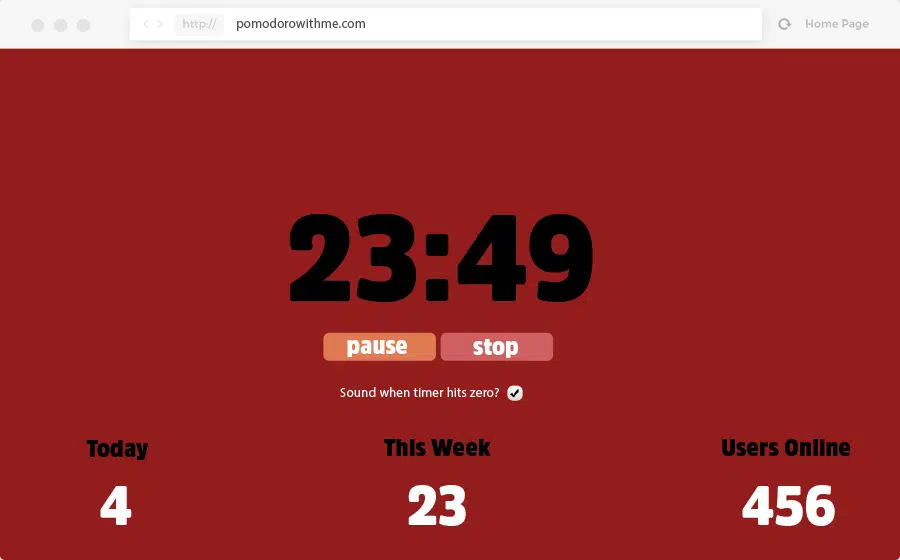 http:// pomodorowithme.com Home Page
23:49
pause stop
Sound when timer hits zero?
Today This Week Users Online
4 23 456